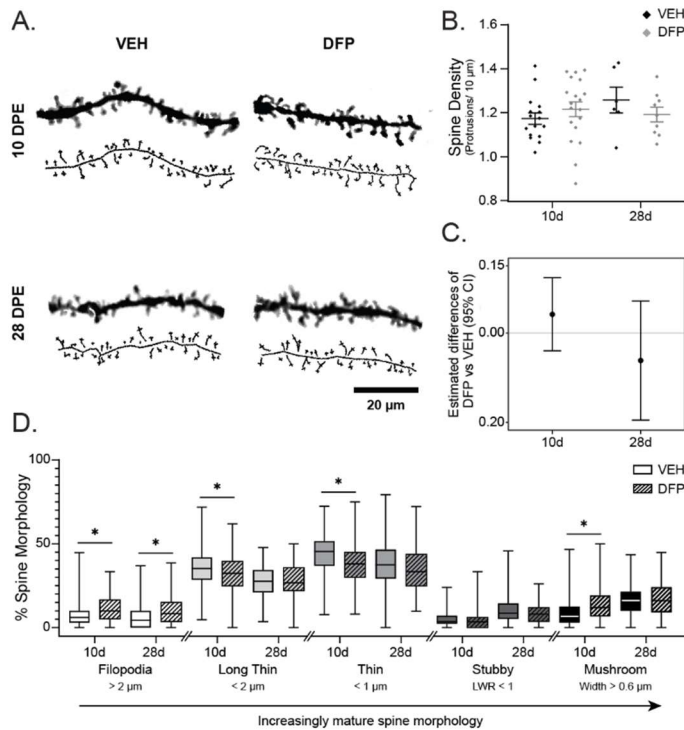 A.
VEH
DFP
10 DPE
28 DPE
20 µm
B.
VEH
DFP
Spine Density
(Protrusions/ 10 µm)
1.6
1.4
1.2
1.0
0.8
10d
28d
C.
Estimated differences of
DFP vs VEH (95% CI)
0.15
0.00
0.20
10d
28d
D.
VEH
DFP
% Spine Morphology
100
50
0
* * * * *
10d 28d 10d 28d 10d 28d 10d 28d 10d 28d
Filopodia Long Thin Thin Stubby Mushroom
> 2 µm < 2 µm < 1 µm LWR < 1 Width > 0.6 µm
Increasingly mature spine morphology